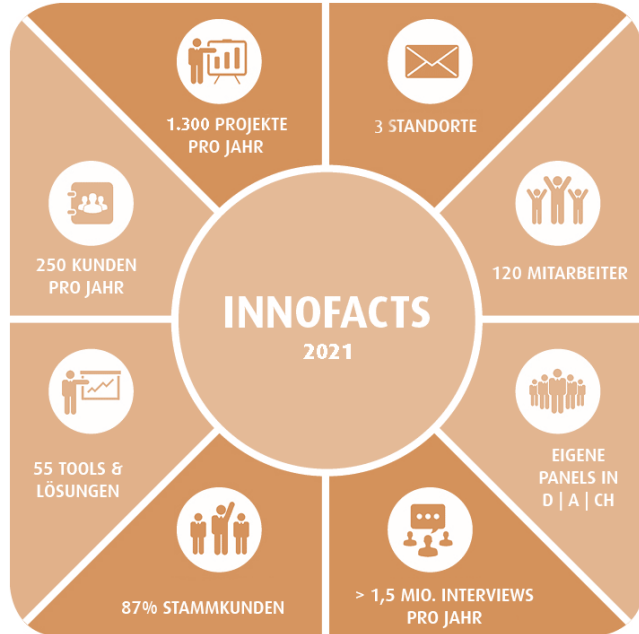 1.300 PROJEKTE
PRO JAHR
3 STANDORTE
250 KUNDEN
PRO JAHR
120 MITARBEITER
INNOFACTS
2021
55 TOOLS &
LÖSUNGEN
EIGENE
PANELS IN
D | A | CH
87% STAMMKUNDEN
> 1,5 MIO. INTERVIEWS
PRO JAHR